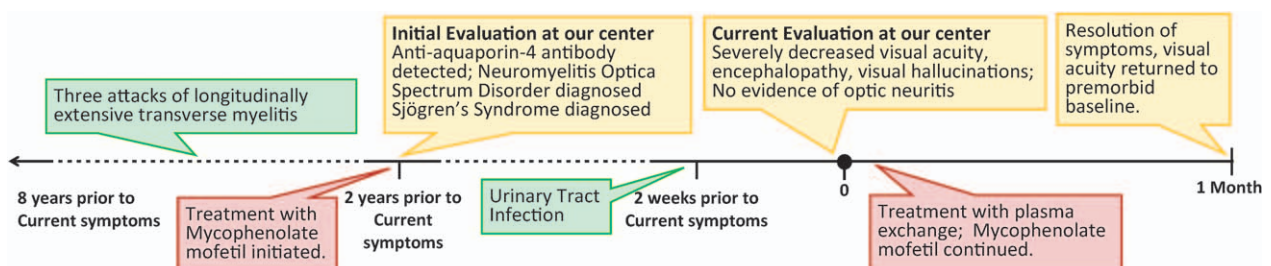 Initial Evaluation at our center
Anti-aquaporin-4 antibody
detected; Neuromyelitis Optica
Spectrum Disorder diagnosed
Sjögren's Syndrome diagnosed
Current Evaluation at our center
Severely decreased visual acuity,
encephalopathy, visual hallucinations;
No evidence of optic neuritis
Resolution of
symptoms, visual
acuity returned to
premorbid
baseline.
Three attacks of longitudinally
extensive transverse myelitis
8 years prior to
Current symptoms
Treatment with
Mycophenolate
mofetil initiated.
2 years prior to
Current
symptoms
Urinary Tract
Infection
2 weeks prior to
Current symptoms
0
Treatment with plasma
exchange; Mycophenolate
mofetil continued.
1 Month